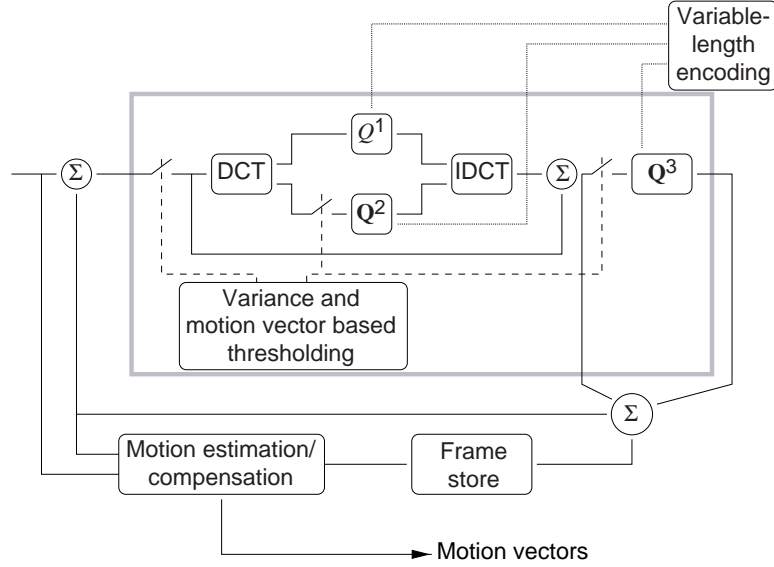 Variable-
length
encoding
Q1
Σ
DCT
IDCT
Σ
Q3
Q2
Variance and
motion vector based
thresholding
Σ
Motion estimation/
compensation
Frame
store
Motion vectors